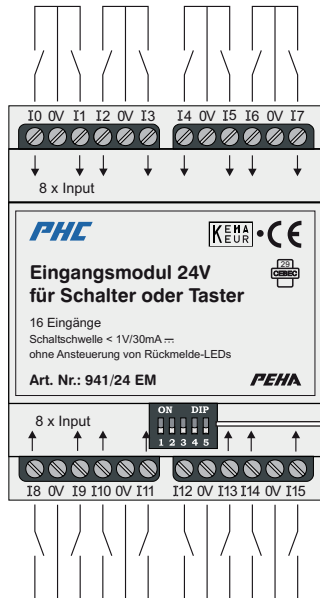 I0 0V I1 I2 0V I3 I4 0V I5 I6 0V I7
8 x Input
PHC
KEMA
EUR
CE
29
CEBEC
Eingangsmodul 24V
für Schalter oder Taster
16 Eingänge
Schaltschwelle < 1V/30mA ⎓
ohne Ansteuerung von Rückmelde-LEDs
Art. Nr.: 941/24 EM
PEHA
8 x Input
ON DIP
1 2 3 4 5
I8 0V I9 I10 0V I11 I12 0V I13 I14 0V I15